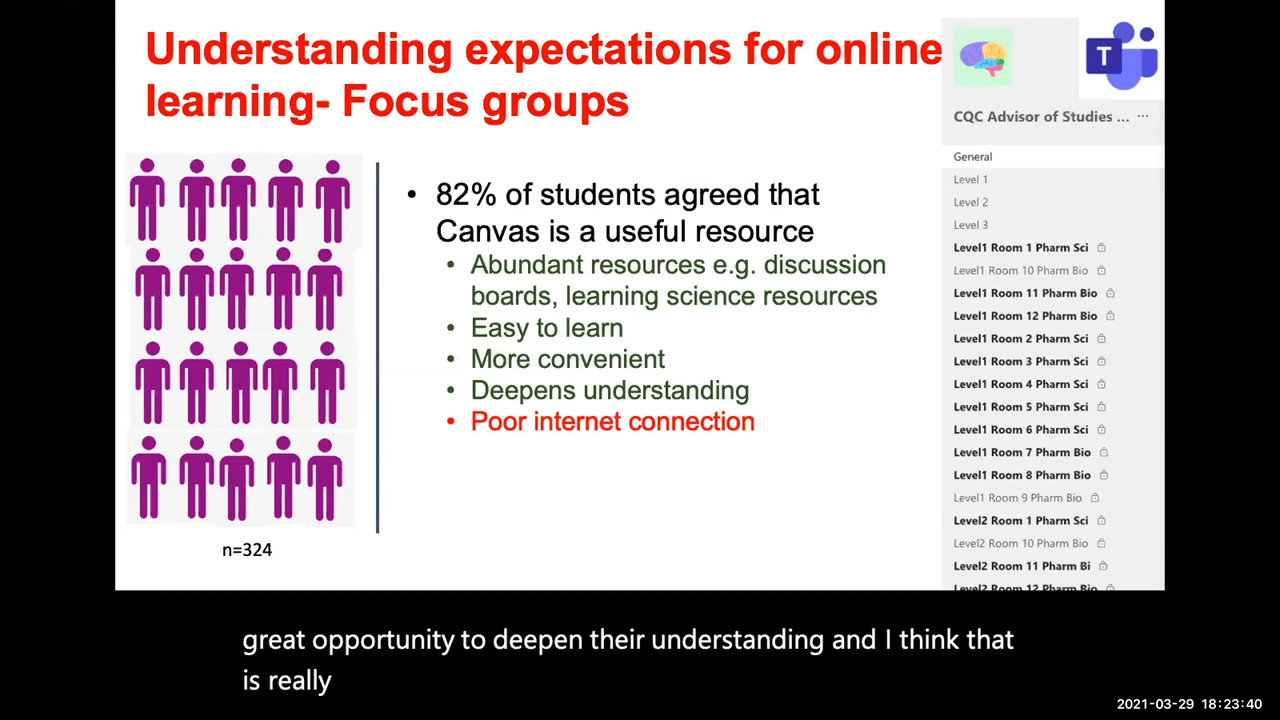 Understanding expectations for online
learning- Focus groups
• 82% of students agreed that
Canvas is a useful resource
• Abundant resources e.g. discussion
boards, learning science resources
• Easy to learn
• More convenient
• Deepens understanding
• Poor internet connection
n=324
T
CQC Advisor of Studies ... ...
General
Level 1
Level 2
Level 3
Level1 Room 1 Pharm Sci
Level1 Room 10 Pharm Bio
Level1 Room 11 Pharm Bio
Level1 Room 12 Pharm Bio
Level1 Room 2 Pharm Sci
Level1 Room 3 Pharm Sci
Level1 Room 4 Pharm Sci
Level1 Room 5 Pharm Sci
Level1 Room 6 Pharm Sci
Level1 Room 7 Pharm Bio
Level1 Room 8 Pharm Bio
Level1 Room 9 Pharm Bio
Level2 Room 1 Pharm Sci
Level2 Room 10 Pharm Bio
Level2 Room 11 Pharm Bi
Level2 Room 12 Pharm Bio
great opportunity to deepen their understanding and I think that
is really
2021-03-29 18:23:40